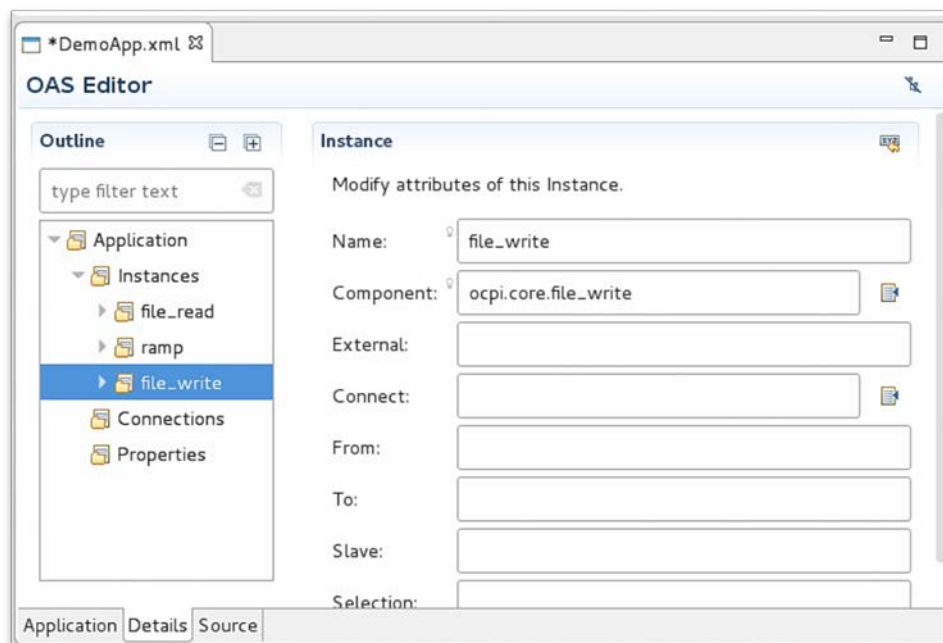 *DemoApp.xml
OAS Editor
Outline
type filter text
Application
Instances
file_read
ramp
file_write
Connections
Properties
Instance
Modify attributes of this Instance.
Name: file_write
Component: ocpi.core.file_write
External:
Connect:
From:
To:
Slave:
Selection:
Application Details Source